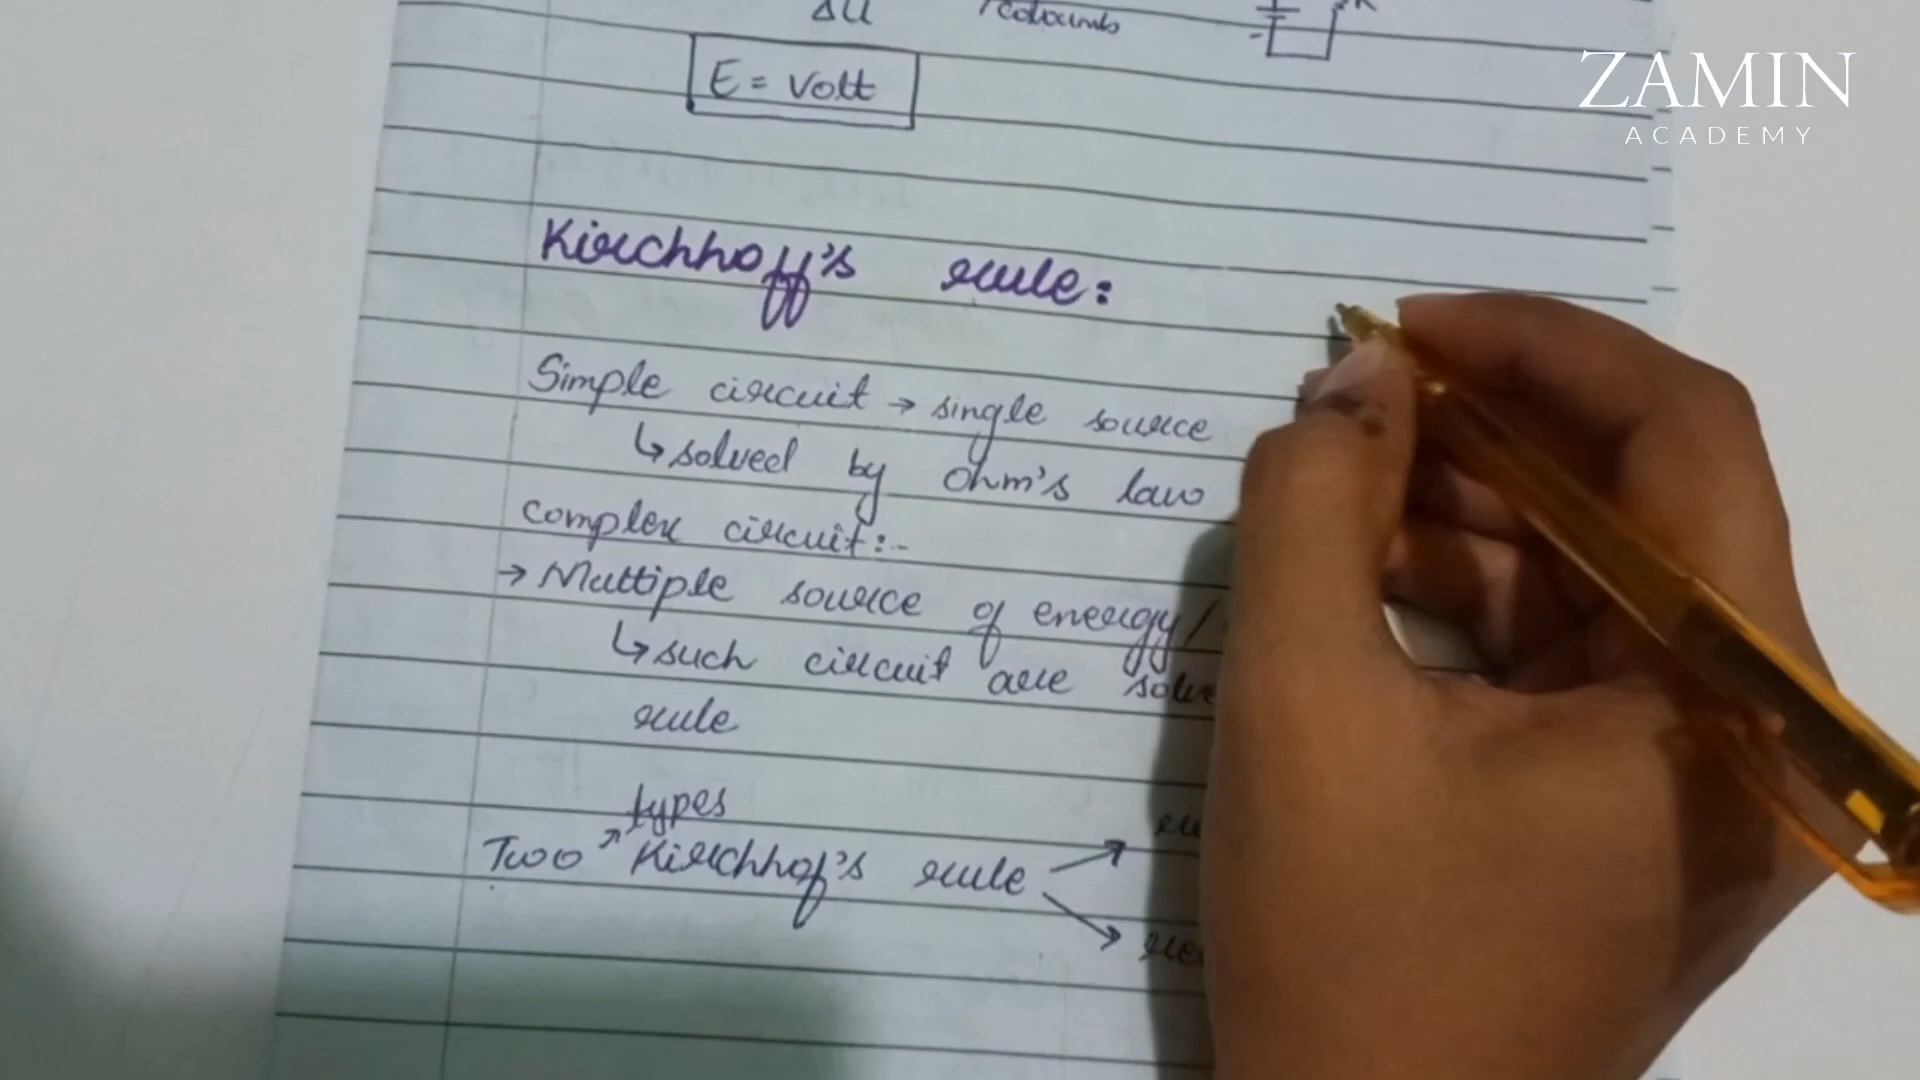 ZAMIN
ACADEMY
E = Volt
Kirchhoff's rule:
Simple circuit → single source
↳ solved by Ohm's law
Complex circuit:-
→ Multiple source of energy/
↳ such circuit are
rule
types
Two ↗ Kirchhof's rule